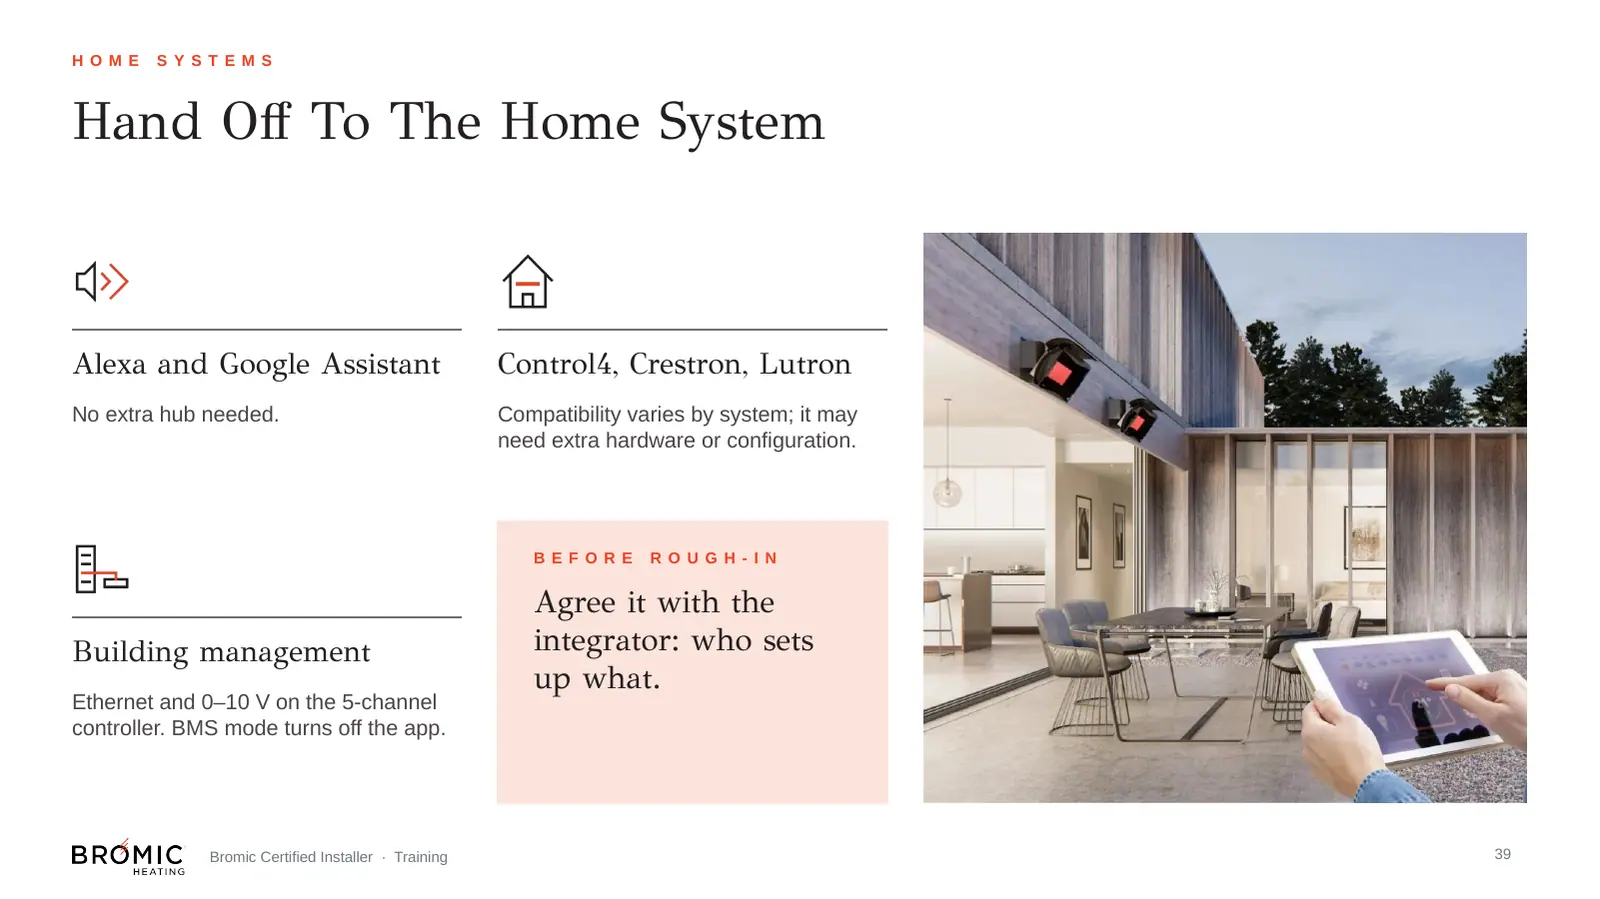 HOME SYSTEMS
Hand Off To The Home System
Alexa and Google Assistant
No extra hub needed.
Control4, Crestron, Lutron
Compatibility varies by system; it may
need extra hardware or configuration.
Building management
Ethernet and 0–10 V on the 5-channel
controller. BMS mode turns off the app.
BEFORE ROUGH-IN
Agree it with the
integrator: who sets
up what.
BROMIC
HEATING
Bromic Certified Installer · Training
39